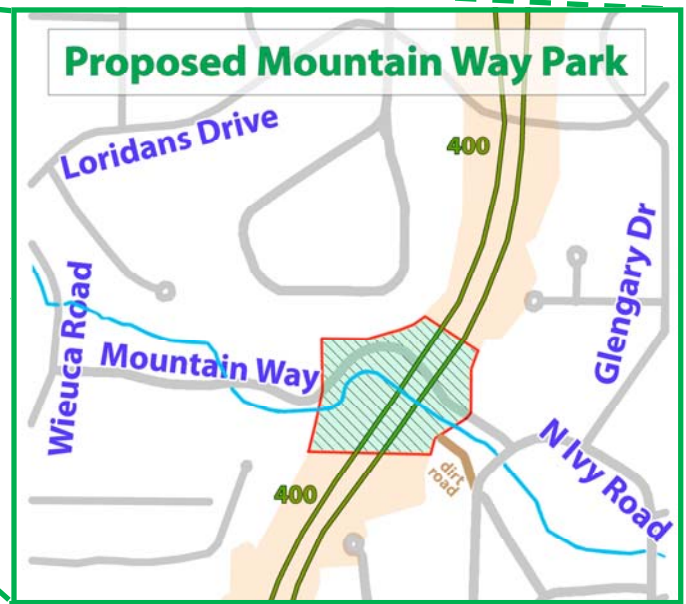 Proposed Mountain Way Park
Loridans Drive
400
Glengary Dr
Wieuca Road
Mountain Way
N Ivy Road
dirt
road
400